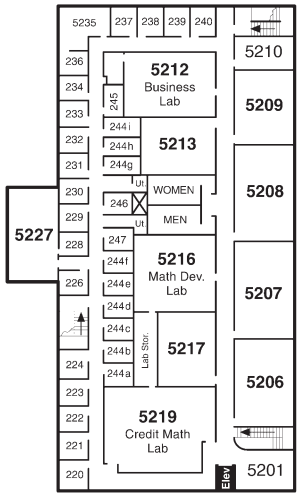 5235
237
238
239
240
5210
236
5212
Business
Lab
5209
234
245
233
244i
5213
232
244h
231
244g
5208
230
Ut.
WOMEN
246
229
MEN
5227
Ut.
228
247
5216
Math Dev.
Lab
244f
226
244e
5207
244d
244c
Lab Stor.
5217
224
244b
5206
244a
223
222
5219
Credit Math
Lab
221
220
Elev
5201